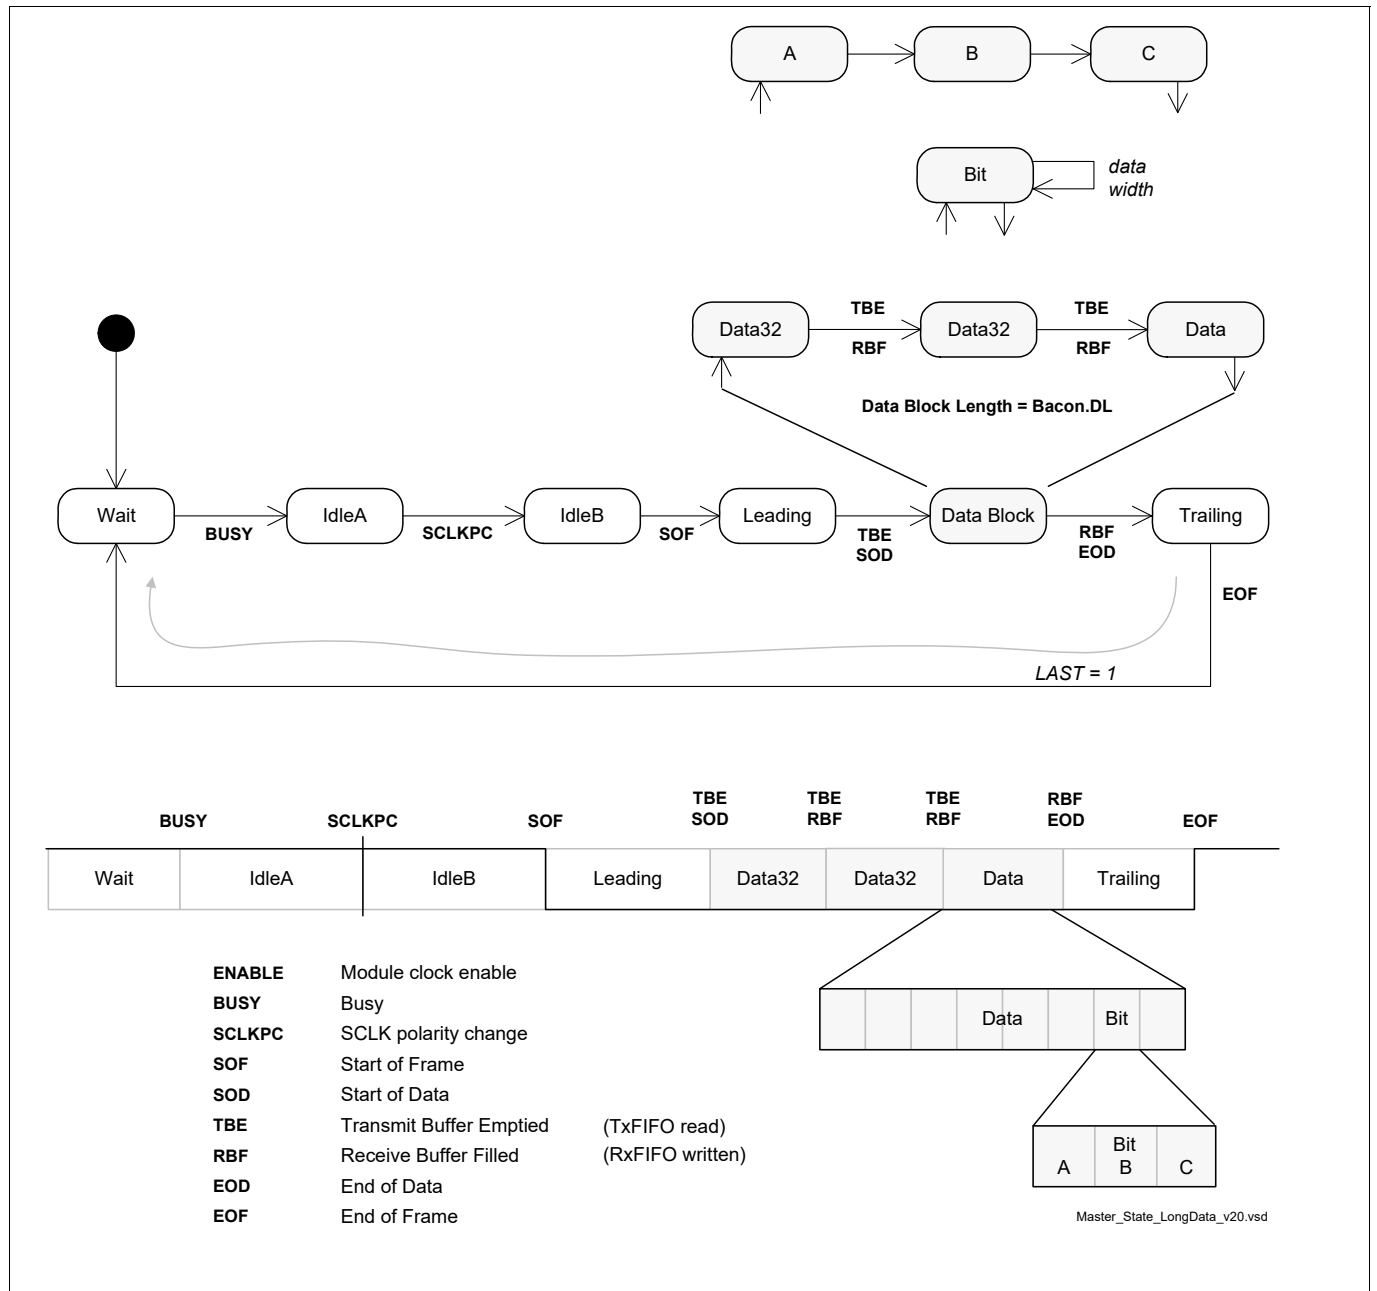 A B C
Bit
data
width
TBE TBE
Data32 Data32 Data
RBF RBF
Data Block Length = Bacon.DL
Wait IdleA IdleB Leading Data Block Trailing
BUSY SCLKPC SOF TBE RBF
SOD EOD
EOF
LAST = 1
TBE TBE TBE RBF
BUSY SCLKPC SOF SOD RBF RBF EOD EOF
Wait IdleA IdleB Leading Data32 Data32 Data Trailing
ENABLE Module clock enable
BUSY Busy
Data Bit
SCLKPC SCLK polarity change
SOF Start of Frame
SOD Start of Data
TBE Transmit Buffer Emptied (TxFIFO read)
RBF Receive Buffer Filled (RxFIFO written)
Bit
A B C
EOD End of Data
EOF End of Frame
Master_State_LongData_v20.vsd